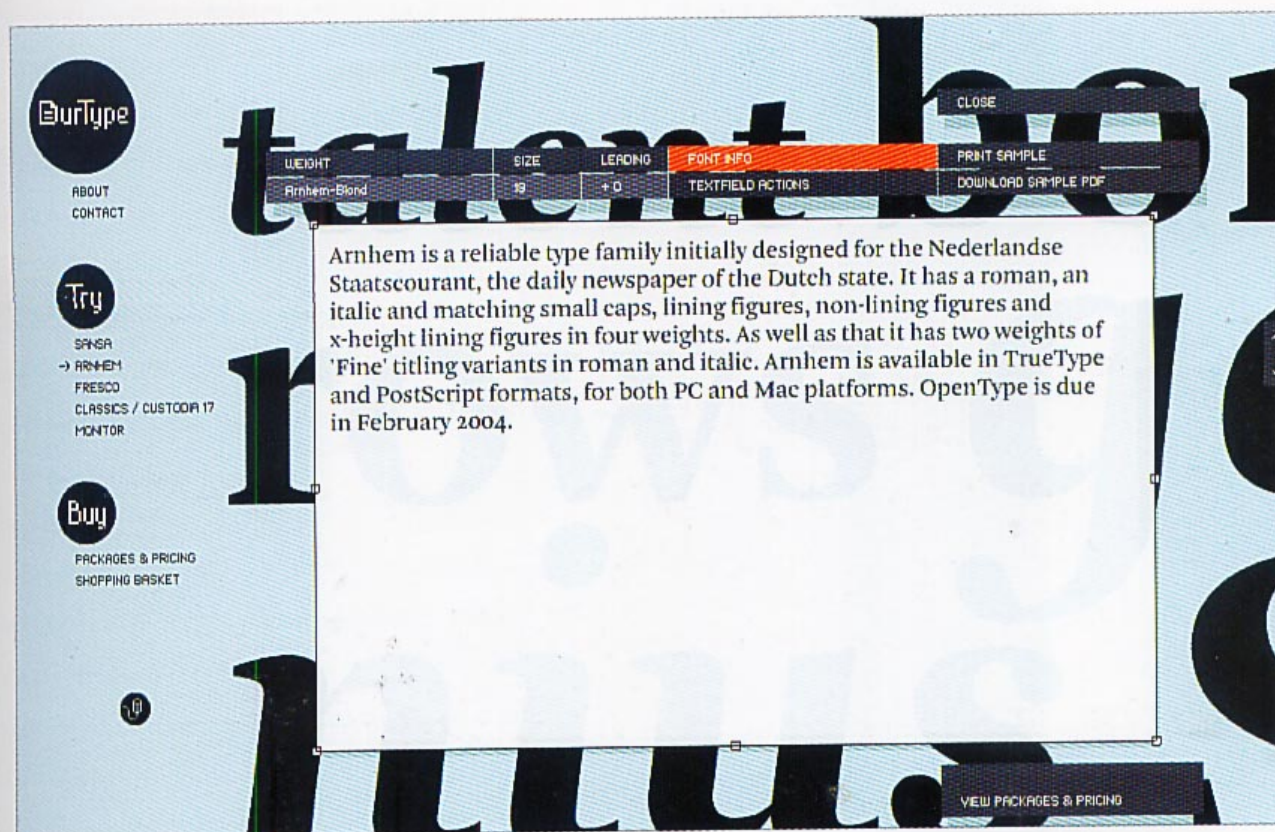 OurType
ABOUT
CONTACT
Try
SANSA
-> ARNHEM
FRESCO
CLASSICS / CUSTODIA 17
MONITOR
Buy
PACKAGES & PRICING
SHOPPING BASKET
talent bor
CLOSE
WEIGHT SIZE LEADING FONT INFO PRINT SAMPLE
Arnhem-Blond 19 + 0 TEXTFIELD ACTIONS DOWNLOAD SAMPLE PDF
Arnhem is a reliable type family initially designed for the Nederlandse
Staatscourant, the daily newspaper of the Dutch state. It has a roman, an
italic and matching small caps, lining figures, non-lining figures and
x-height lining figures in four weights. As well as that it has two weights of
'Fine' titling variants in roman and italic. Arnhem is available in TrueType
and PostScript formats, for both PC and Mac platforms. OpenType is due
in February 2004.
VIEW PACKAGES & PRICING